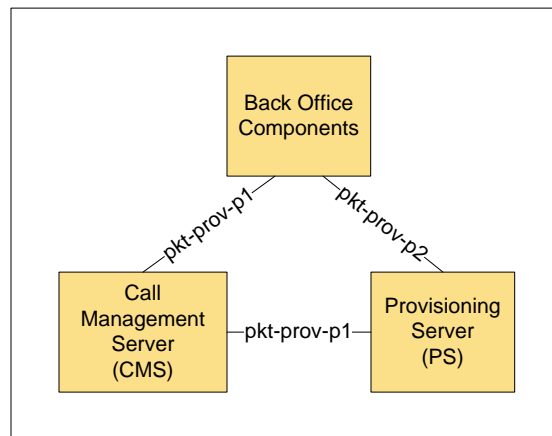 Back Office
Components
pkt-prov-p1
pkt-prov-p2
Call
Management
Server
(CMS)
pkt-prov-p1
Provisioning
Server
(PS)